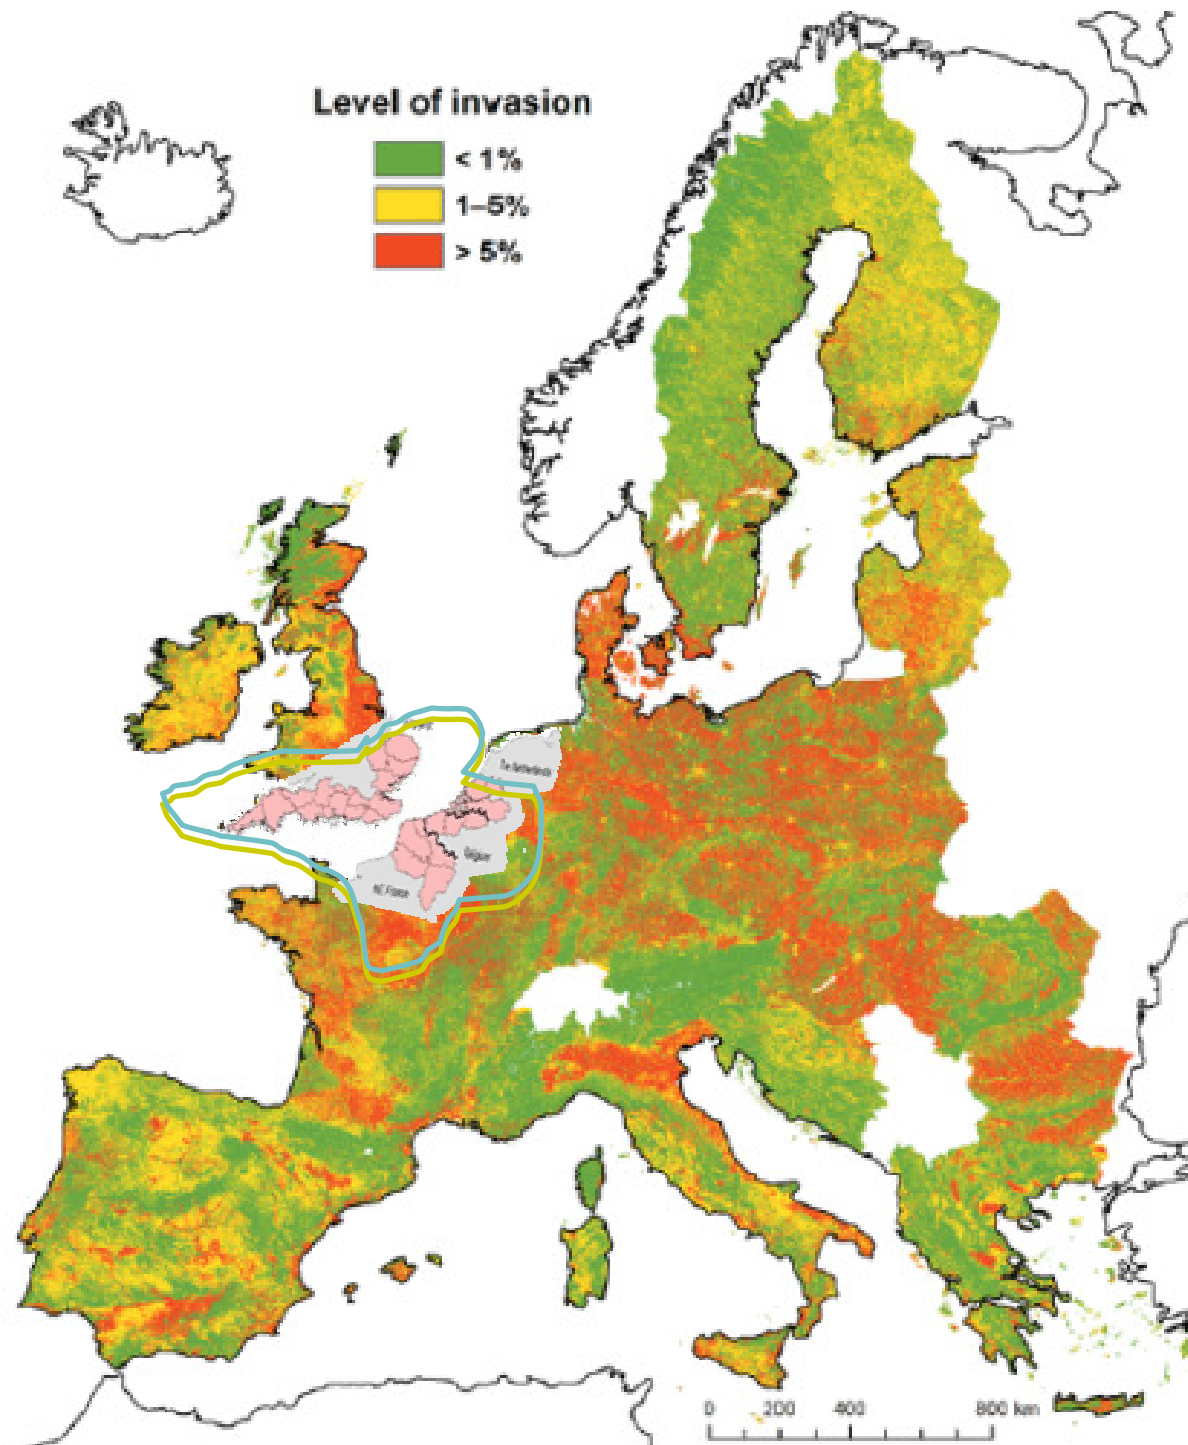 Level of invasion
< 1%
1–5%
> 5%
The Netherlands
Belgium
NE France
0 200 400 800 km